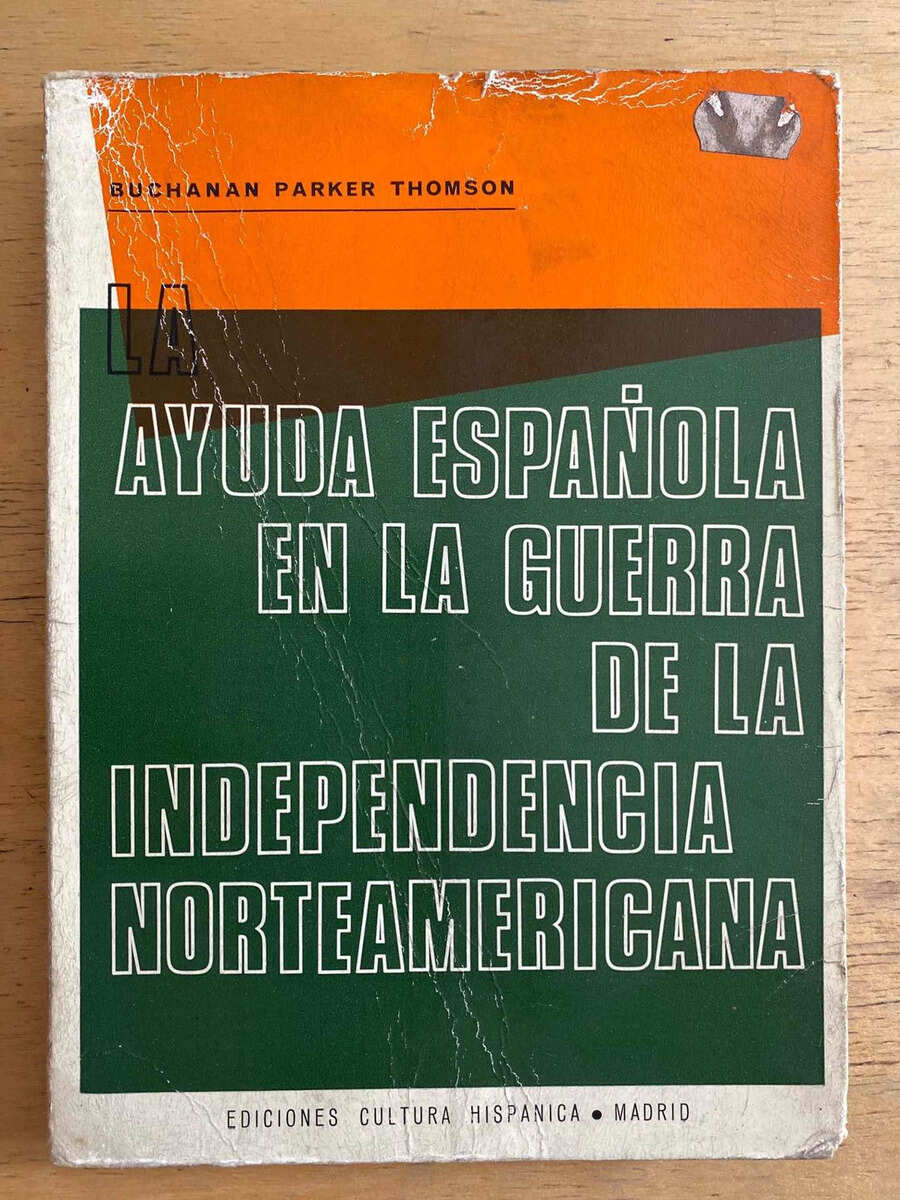 BUCHANAN PARKER THOMSON
LA
AYUDA ESPAÑOLA
EN LA GUERRA
DE LA
INDEPENDENCIA
NORTEAMERICANA
EDICIONES CULTURA HISPANICA • MADRID